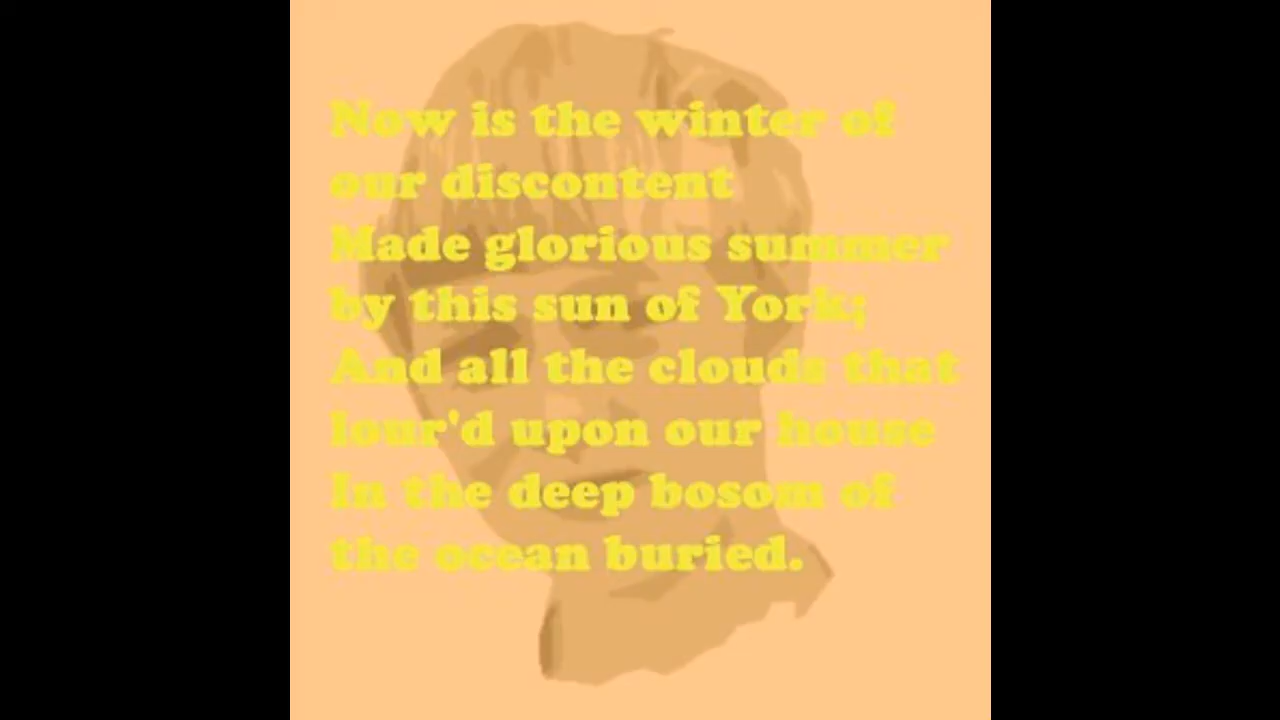 Now is the winter of
our discontent
Made glorious summer
by this sun of York;
And all the clouds that
lour'd upon our house
In the deep bosom of
the ocean buried.